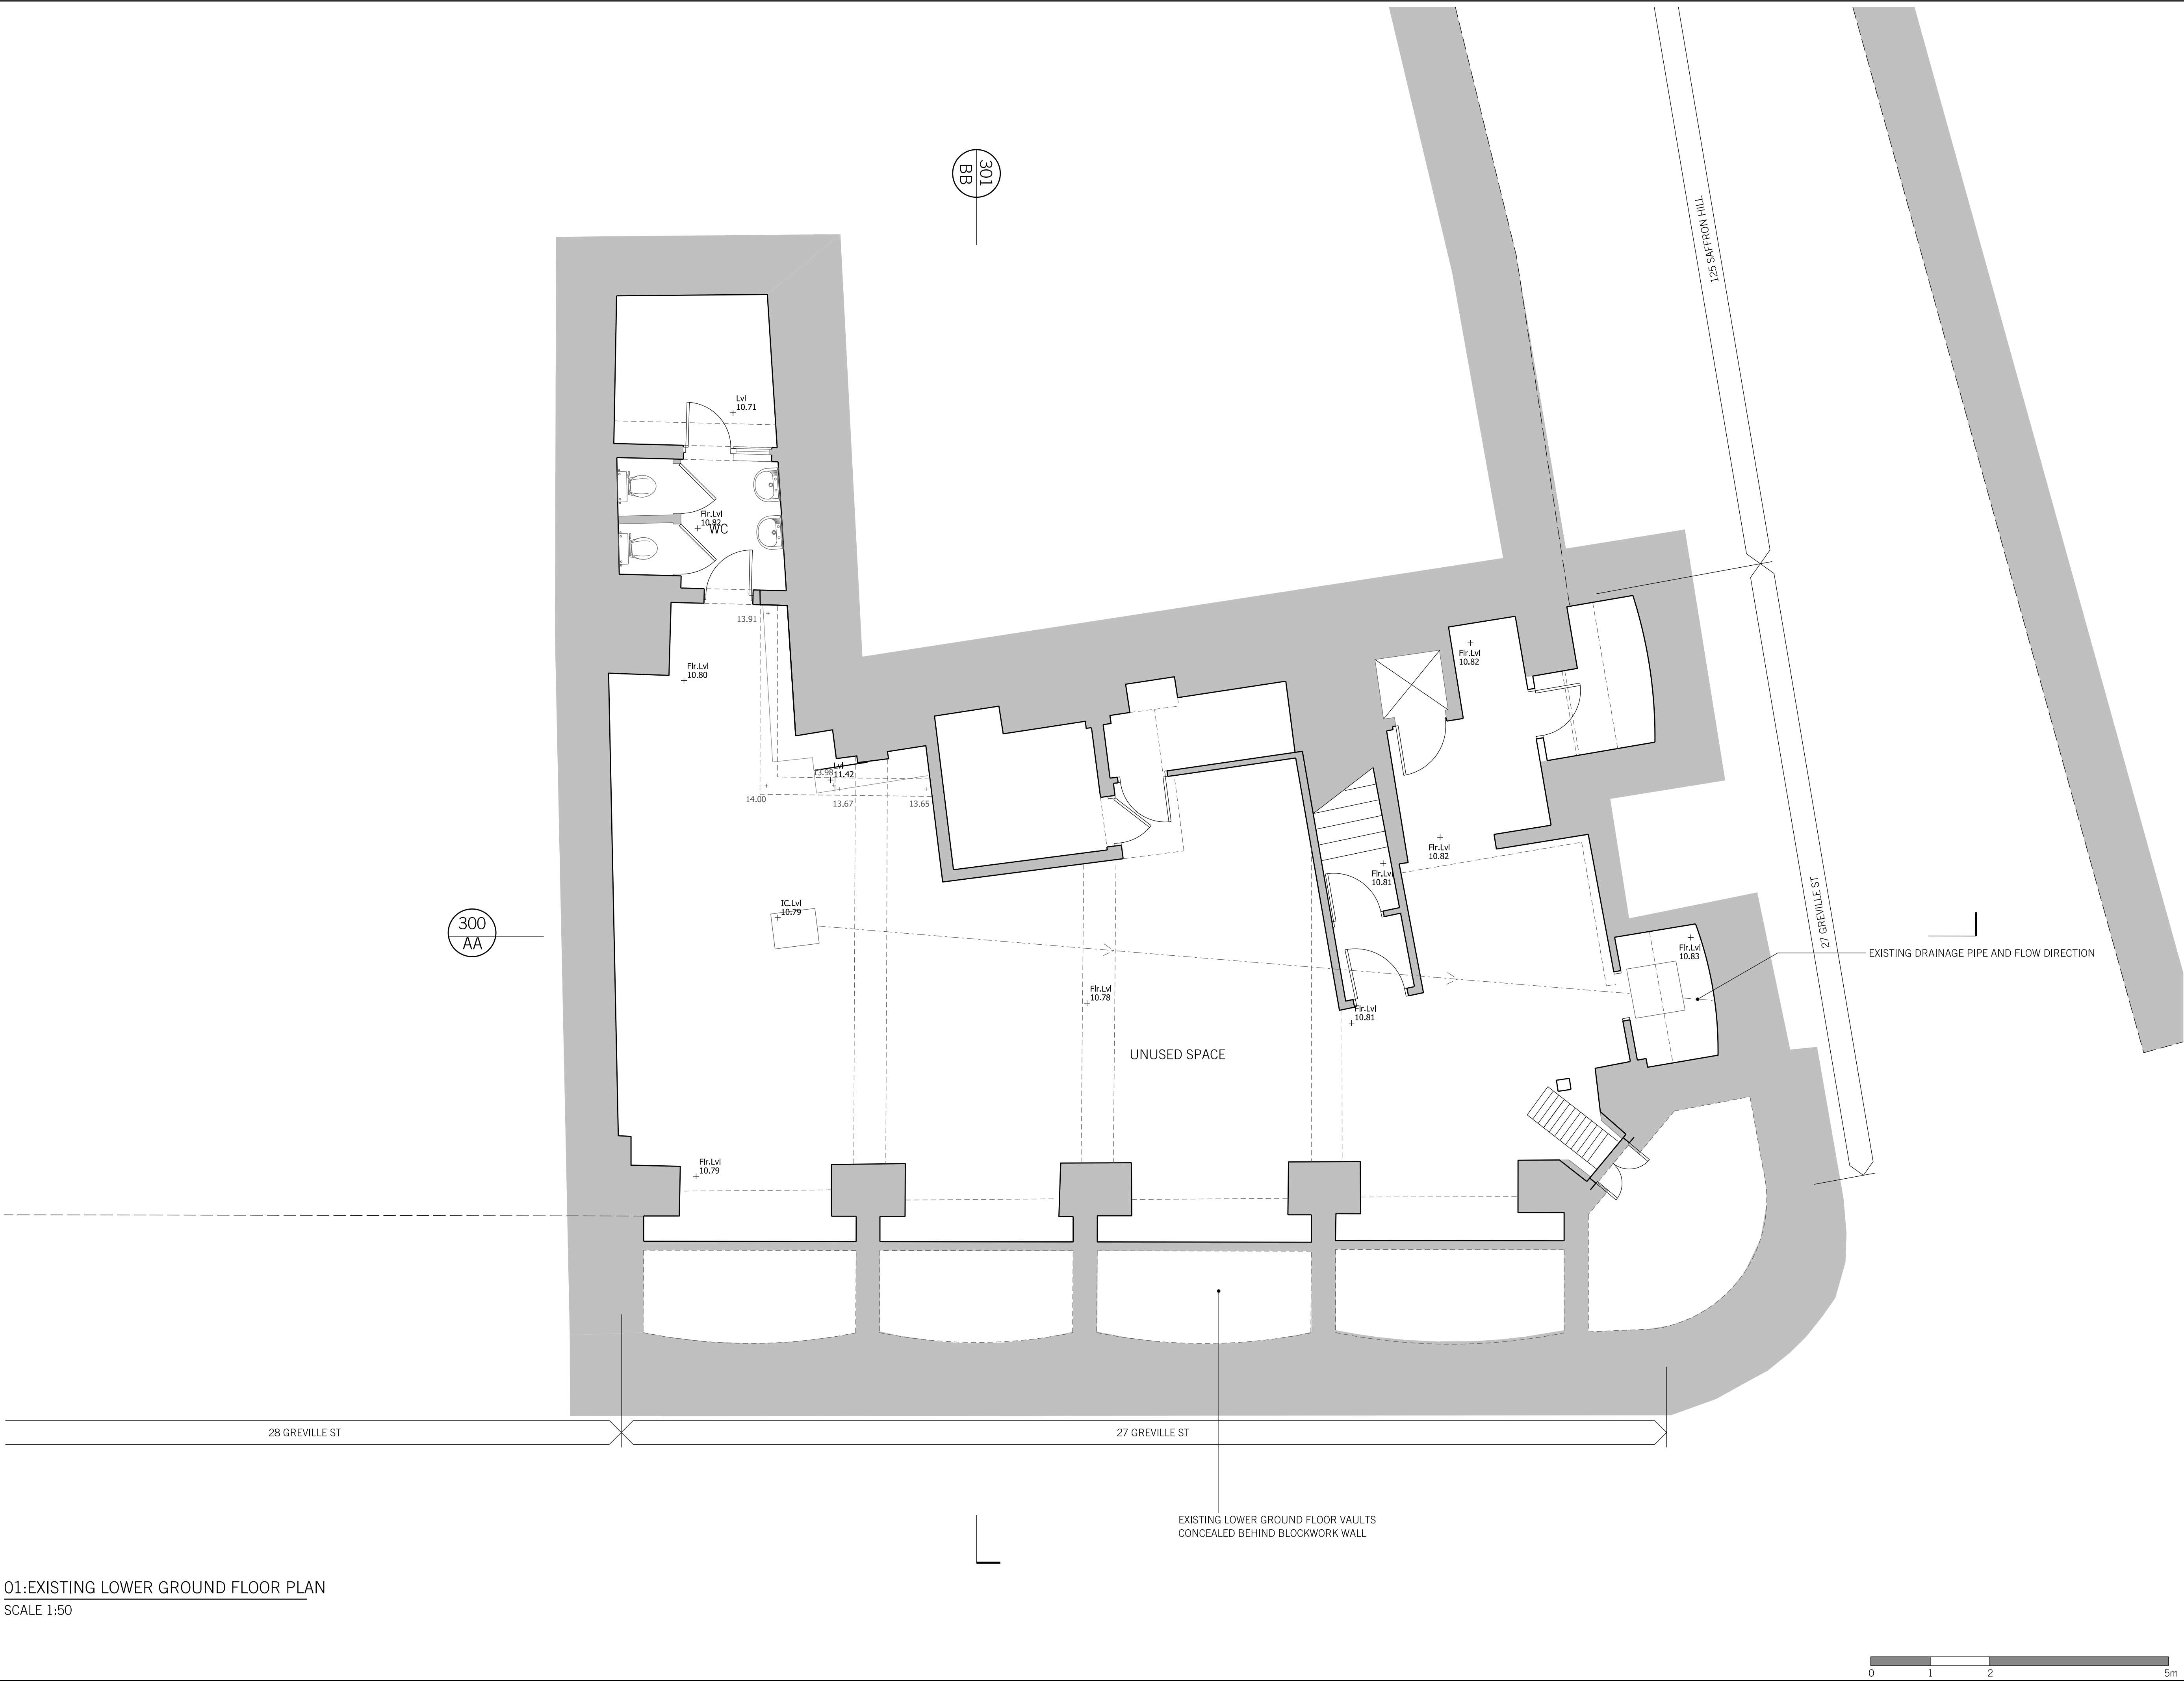 125 SAFFRON HILL
301
BB
Lvl
10.71
Flr.Lvl
10.82
WC
13.91
Flr.Lvl
10.80
Flr.Lvl
10.82
13.98
Lvl
11.42
14.00
13.67
13.65
Flr.Lvl
10.82
Flr.Lvl
10.81
IC.Lvl
10.79
27 GREVILLE ST
300
AA
Flr.Lvl
10.83
EXISTING DRAINAGE PIPE AND FLOW DIRECTION
Flr.Lvl
10.78
Flr.Lvl
10.81
UNUSED SPACE
Flr.Lvl
10.79
28 GREVILLE ST
27 GREVILLE ST
EXISTING LOWER GROUND FLOOR VAULTS
CONCEALED BEHIND BLOCKWORK WALL
01:EXISTING LOWER GROUND FLOOR PLAN
SCALE 1:50
0 1 2 5m